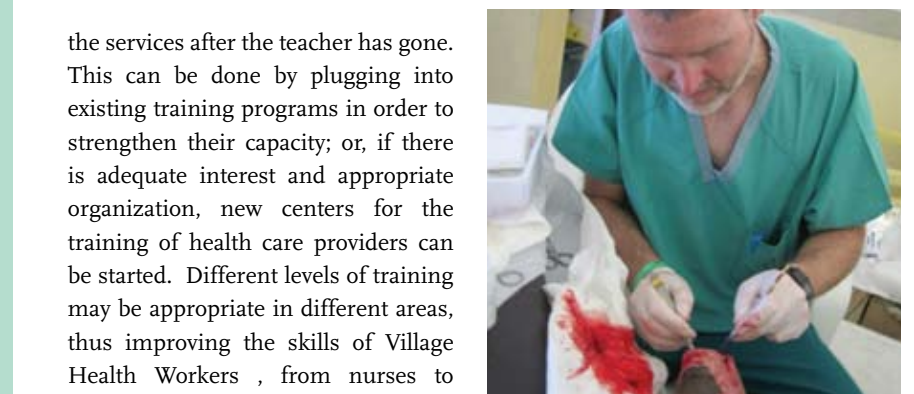 the services after the teacher has gone.
This can be done by plugging into
existing training programs in order to
strengthen their capacity; or, if there
is adequate interest and appropriate
organization, new centers for the
training of health care providers can
be started. Different levels of training
may be appropriate in different areas,
thus improving the skills of Village
Health Workers , from nurses to